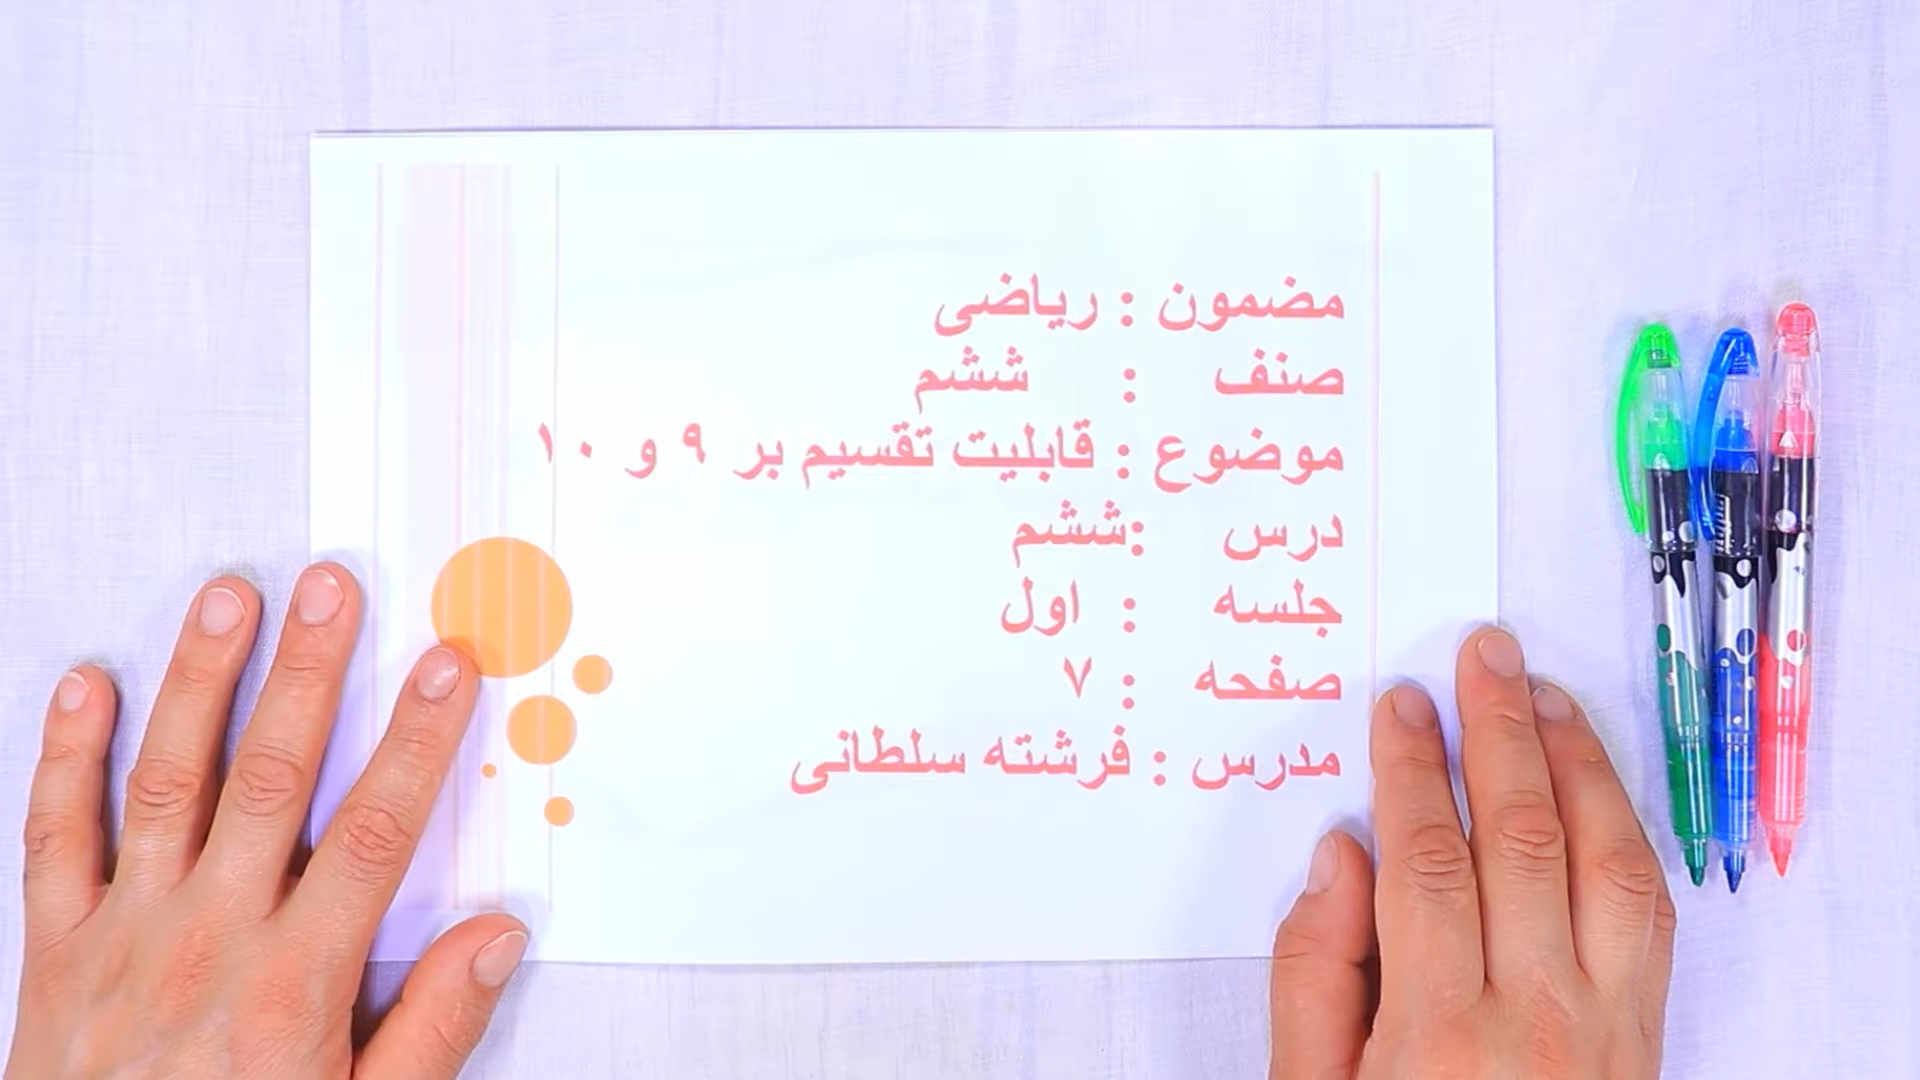 مضمون : ریاضی
صنف : ششم
موضوع : قابلیت تقسیم بر ۹ و ۱۰
درس :ششم
جلسه : اول
صفحه : ۷
مدرس : فرشته سلطانی